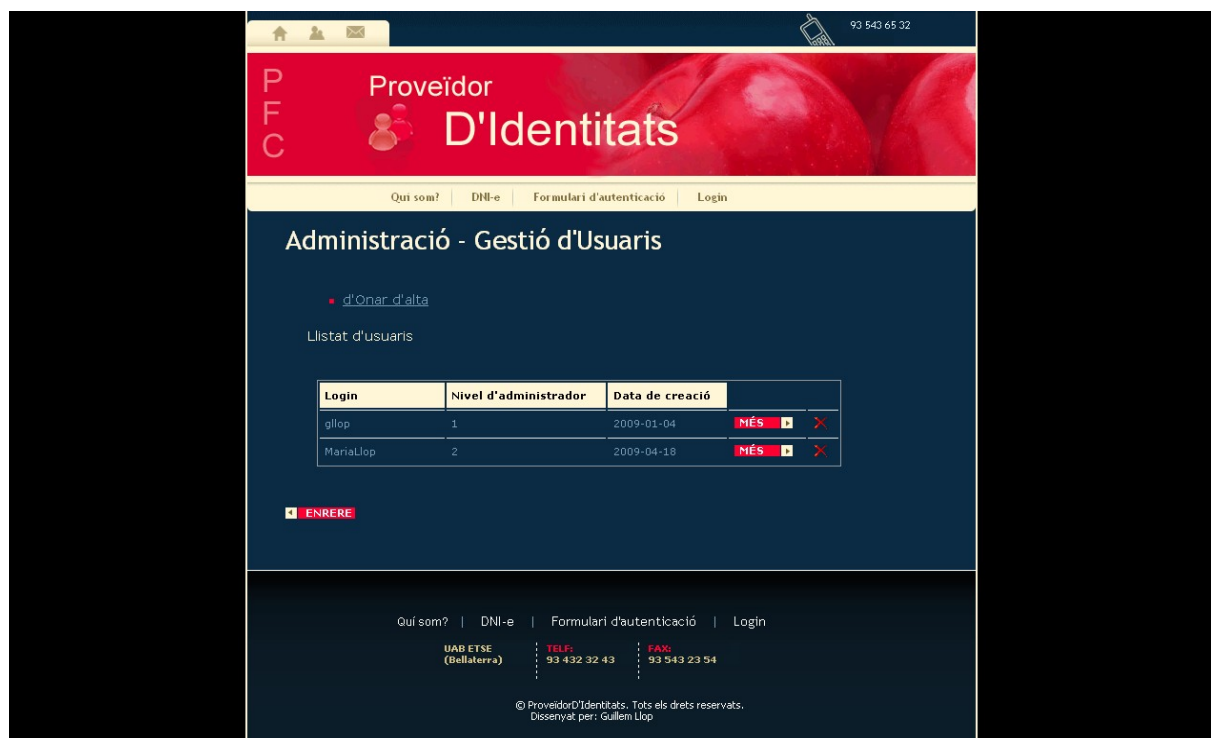 93 543 65 32
P
F
C
Proveïdor
D'Identitats
Qui som? DNI-e Formulari d'autenticació Login
Administració - Gestió d'Usuaris
d'Onar d'alta
Llistat d'usuaris
Login Nivel d'administrador Data de creació
gllop 1 2009-01-04 MÉS
MariaLlop 2 2009-04-18 MÉS
ENRERE
Quí som? | DNI-e | Formulari d'autenticació | Login
UAB ETSE TELF: FAX:
(Bellaterra) 93 432 32 43 93 543 23 54
© ProveïdorD'Identitats. Tots els drets reservats.
Dissenyat per: Guillem Llop